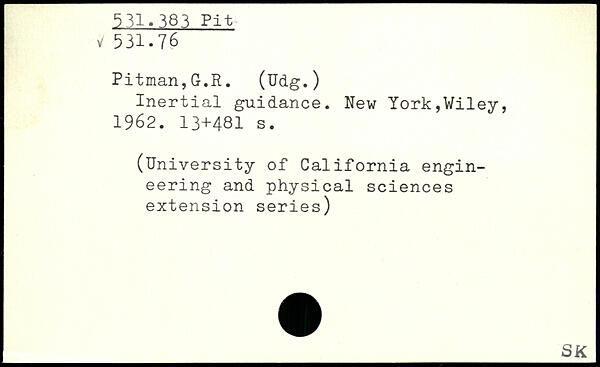 531.383 Pit
√ 531.76
Pitman,G.R. (Udg.)
Inertial guidance. New York,Wiley,
1962. 13+481 s.
(University of California engin-
eering and physical sciences
extension series)
SK